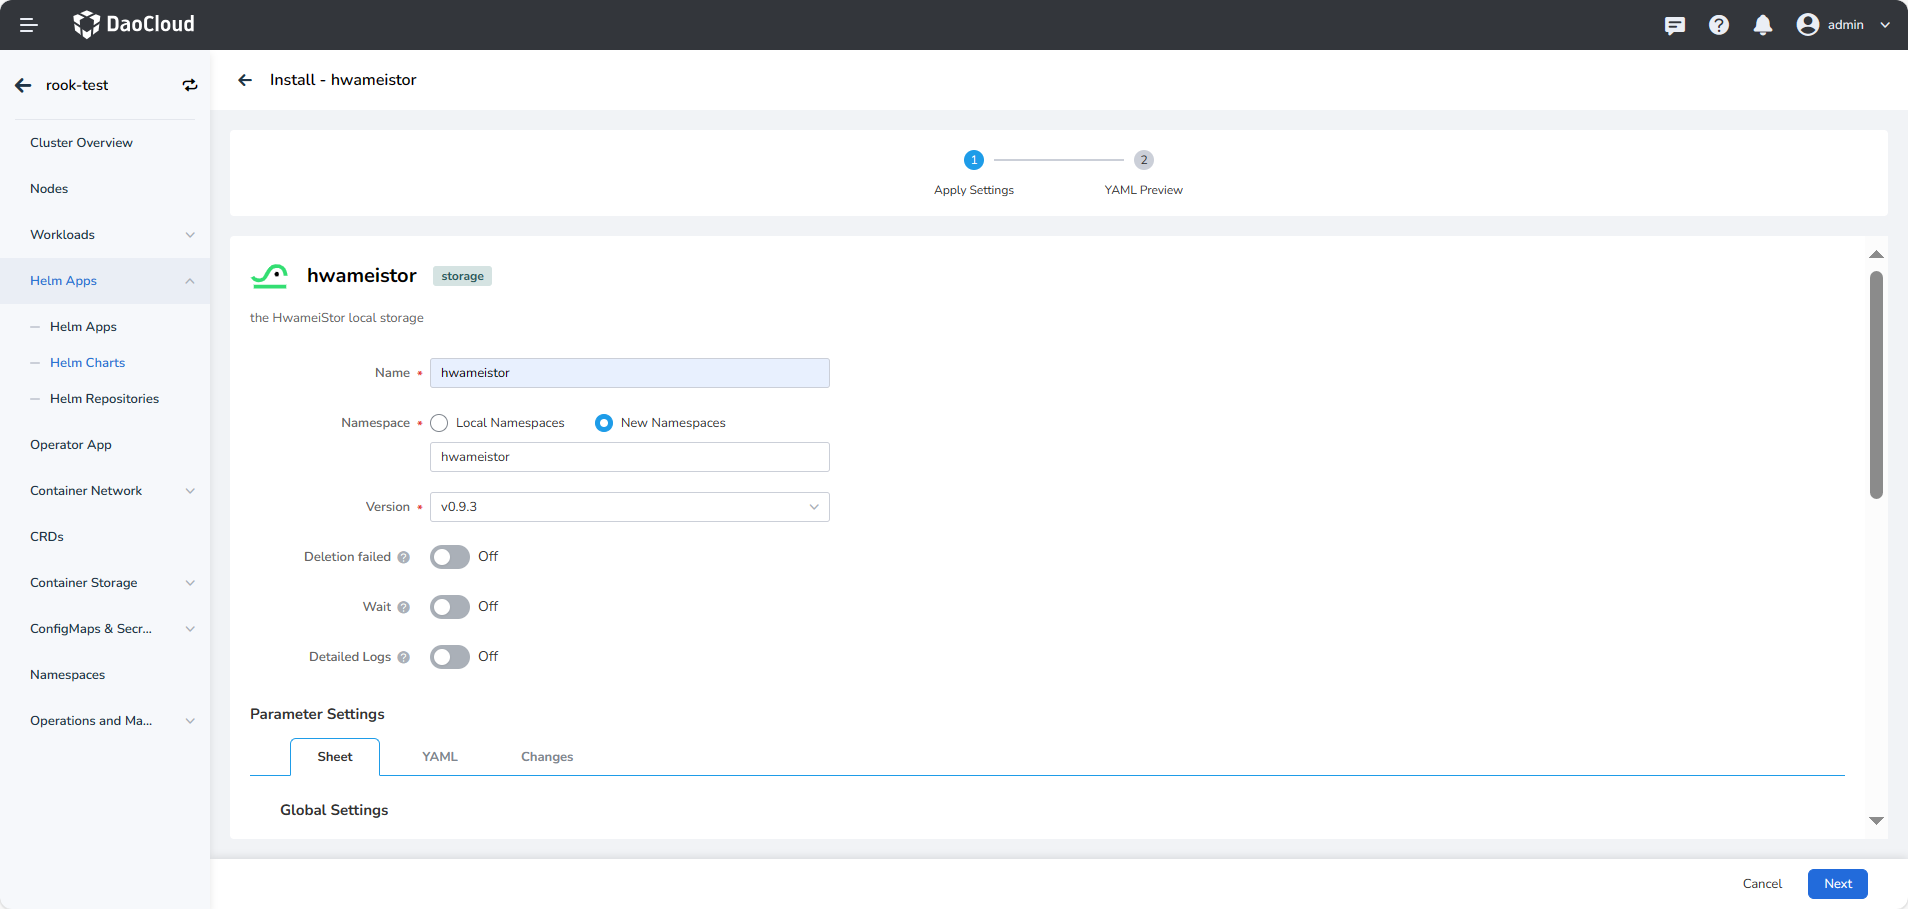 DaoCloud
admin
rook-test
Install - hwameistor
Cluster Overview
Nodes
Workloads
Helm Apps
Helm Apps
Helm Charts
Helm Repositories
Operator App
Container Network
CRDs
Container Storage
ConfigMaps & Secr...
Namespaces
Operations and Ma...
1
2
Apply Settings
YAML Preview
hwameistor
storage
the HwameiStor local storage
Name
hwameistor
Namespace
Local Namespaces
New Namespaces
hwameistor
Version
v0.9.3
Deletion failed
Off
Wait
Off
Detailed Logs
Off
Parameter Settings
Sheet
YAML
Changes
Global Settings
Cancel
Next